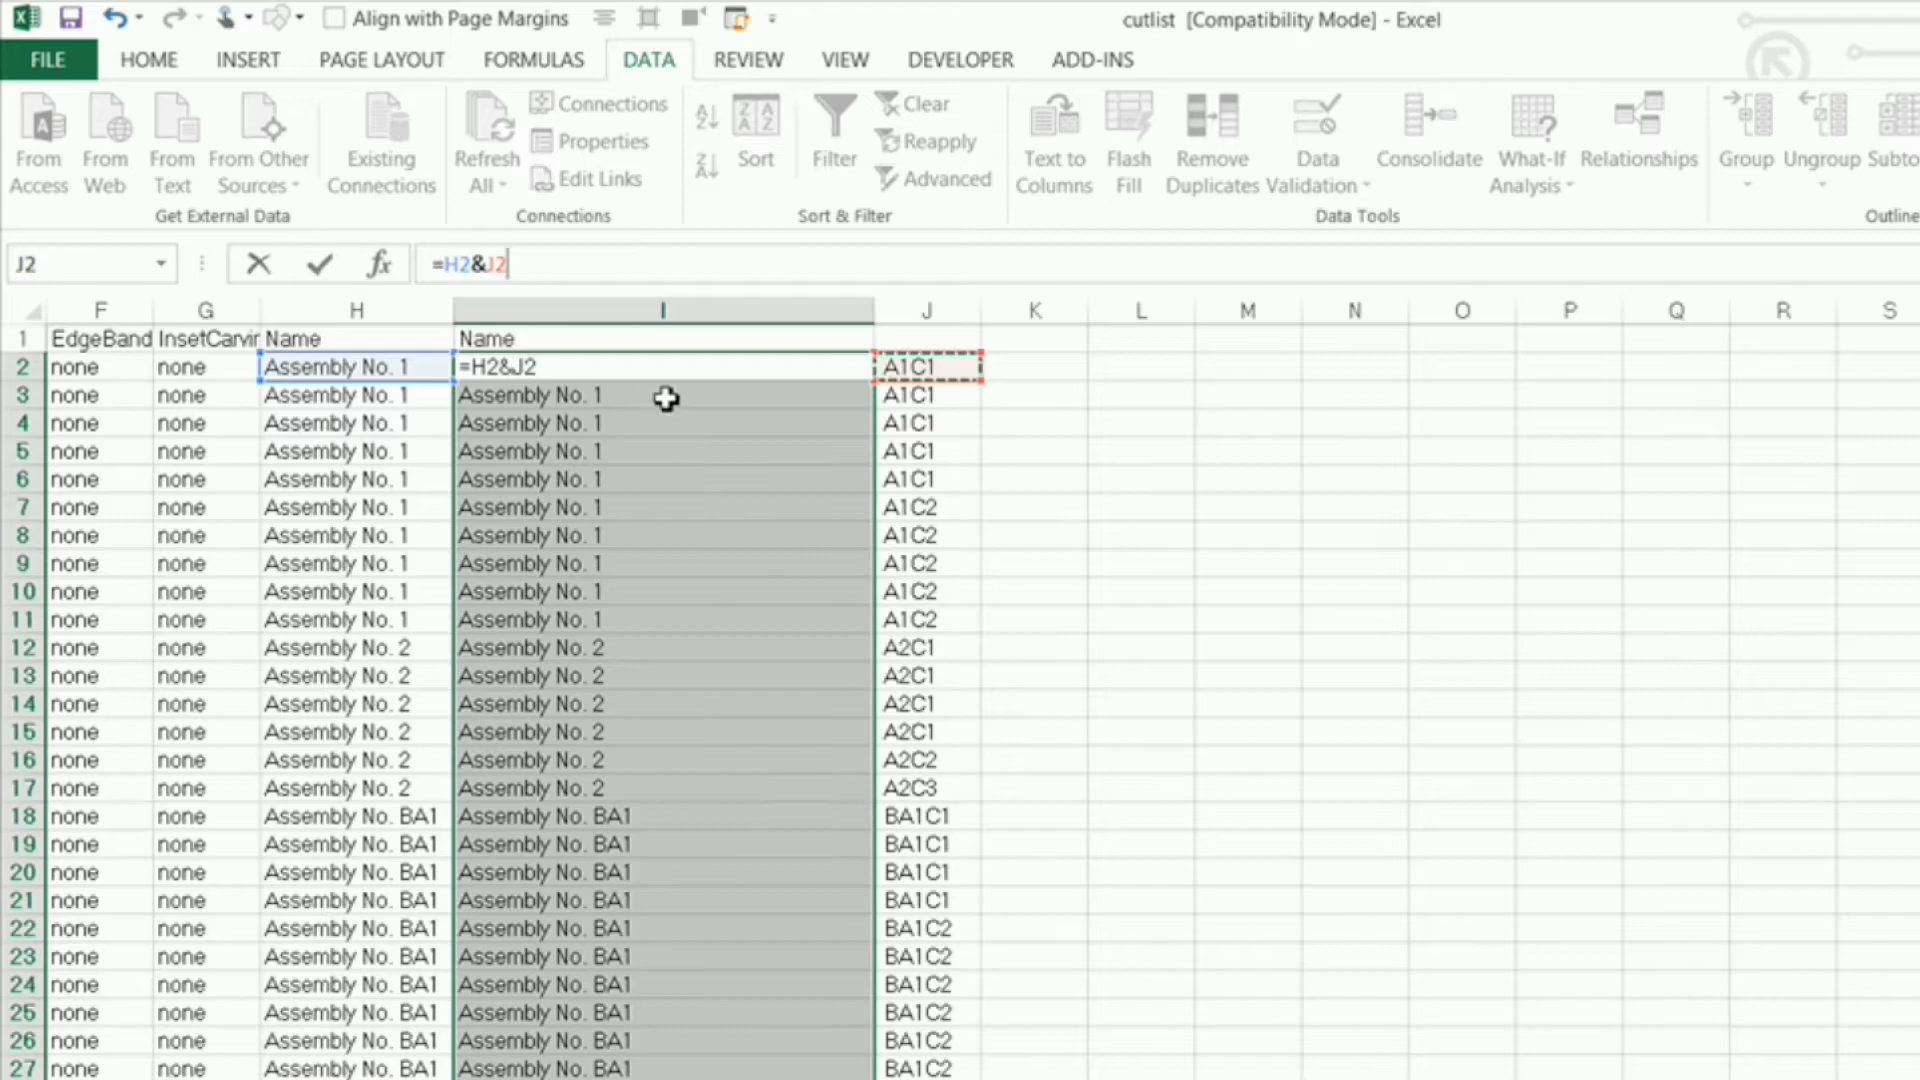 Align with Page Margins
cutlist [Compatibility Mode] - Excel
FILE HOME INSERT PAGE LAYOUT FORMULAS DATA REVIEW VIEW DEVELOPER ADD-INS
From Access
From Web
From Text
From Other Sources
Existing Connections
Get External Data
Refresh All
Connections
Properties
Edit Links
Connections
Sort
Filter
Clear
Reapply
Advanced
Sort & Filter
Text to Columns
Flash Fill
Remove Duplicates
Data Validation
Consolidate
What-If Analysis
Relationships
Data Tools
Group
Ungroup
Subto
Outline
J2 fx =H2&J2
F G H I J K L M N O P Q R S
1 EdgeBand InsetCarvir Name Name
2 none none Assembly No. 1 =H2&J2 A1C1
3 none none Assembly No. 1 Assembly No. 1 A1C1
4 none none Assembly No. 1 Assembly No. 1 A1C1
5 none none Assembly No. 1 Assembly No. 1 A1C1
6 none none Assembly No. 1 Assembly No. 1 A1C1
7 none none Assembly No. 1 Assembly No. 1 A1C2
8 none none Assembly No. 1 Assembly No. 1 A1C2
9 none none Assembly No. 1 Assembly No. 1 A1C2
10 none none Assembly No. 1 Assembly No. 1 A1C2
11 none none Assembly No. 1 Assembly No. 1 A1C2
12 none none Assembly No. 2 Assembly No. 2 A2C1
13 none none Assembly No. 2 Assembly No. 2 A2C1
14 none none Assembly No. 2 Assembly No. 2 A2C1
15 none none Assembly No. 2 Assembly No. 2 A2C1
16 none none Assembly No. 2 Assembly No. 2 A2C2
17 none none Assembly No. 2 Assembly No. 2 A2C3
18 none none Assembly No. BA1 Assembly No. BA1 BA1C1
19 none none Assembly No. BA1 Assembly No. BA1 BA1C1
20 none none Assembly No. BA1 Assembly No. BA1 BA1C1
21 none none Assembly No. BA1 Assembly No. BA1 BA1C1
22 none none Assembly No. BA1 Assembly No. BA1 BA1C2
23 none none Assembly No. BA1 Assembly No. BA1 BA1C2
24 none none Assembly No. BA1 Assembly No. BA1 BA1C2
25 none none Assembly No. BA1 Assembly No. BA1 BA1C2
26 none none Assembly No. BA1 Assembly No. BA1 BA1C2
27 none none Assembly No. BA1 Assembly No. BA1 BA1C2